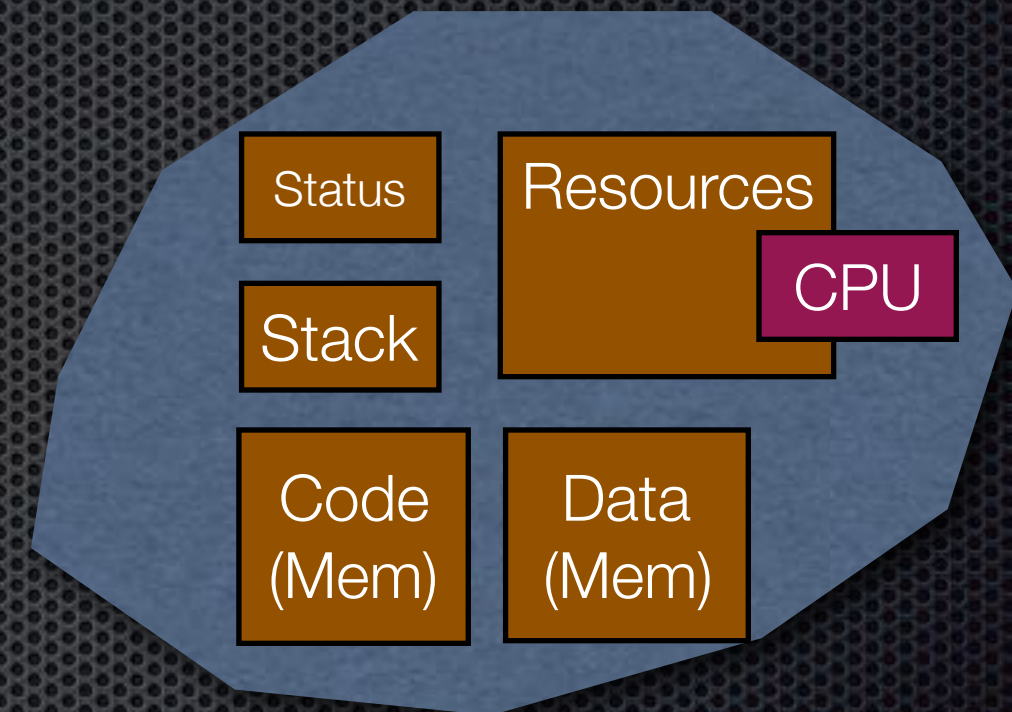 Status
Resources
CPU
Stack
Code
(Mem)
Data
(Mem)